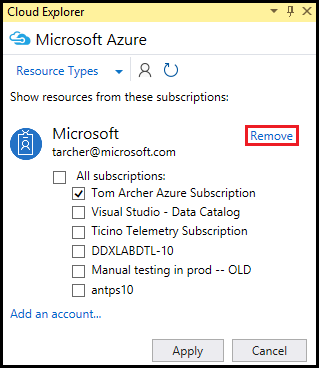 Cloud Explorer
Microsoft Azure
Resource Types
Show resources from these subscriptions:
Microsoft Remove
tarcher@microsoft.com
All subscriptions:
Tom Archer Azure Subscription
Visual Studio - Data Catalog
Ticino Telemetry Subscription
DDXLABDTL-10
Manual testing in prod -- OLD
antps10
Add an account...
Apply Cancel